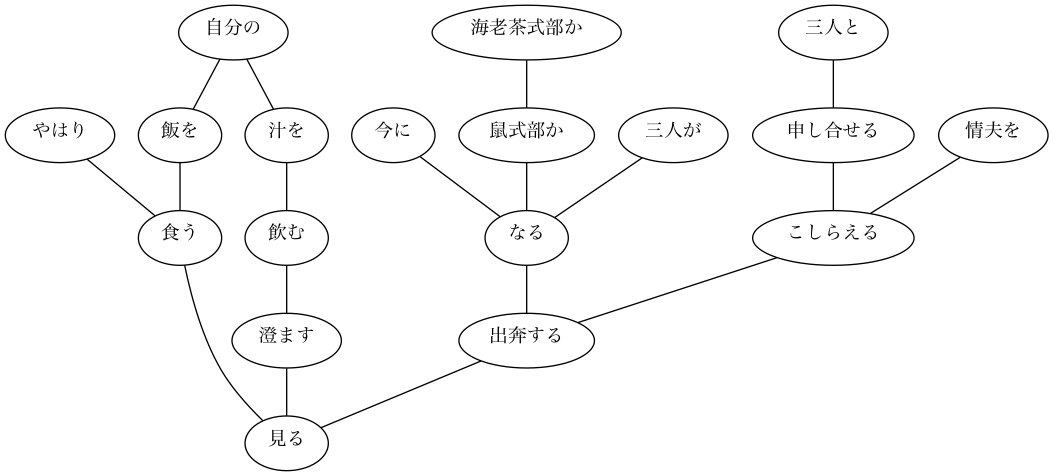 自分の
海老茶式部か
三人と
やはり
飯を
汁を
今に
鼠式部か
三人が
申し合せる
情夫を
食う
飲む
なる
こしらえる
澄ます
出奔する
見る